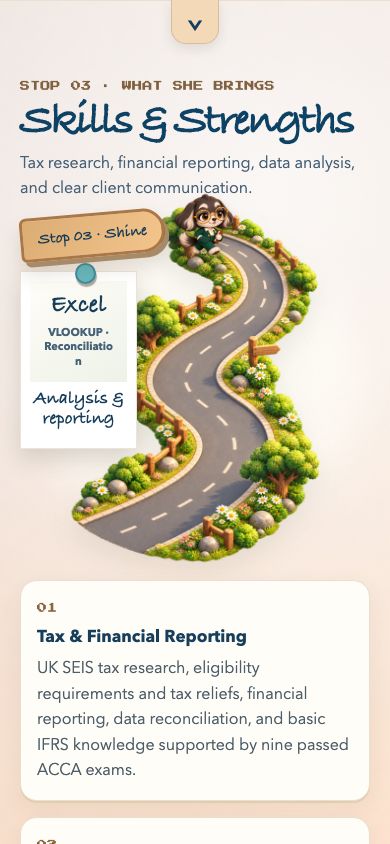 STOP 03 · WHAT SHE BRINGS
Skills & Strengths
Tax research, financial reporting, data analysis,
and clear client communication.
Stop 03 · Shine
Excel
VLOOKUP ·
Reconciliatio
n
Analysis &
reporting
01
Tax & Financial Reporting
UK SEIS tax research, eligibility
requirements and tax reliefs, financial
reporting, data reconciliation, and basic
IFRS knowledge supported by nine passed
ACCA exams.